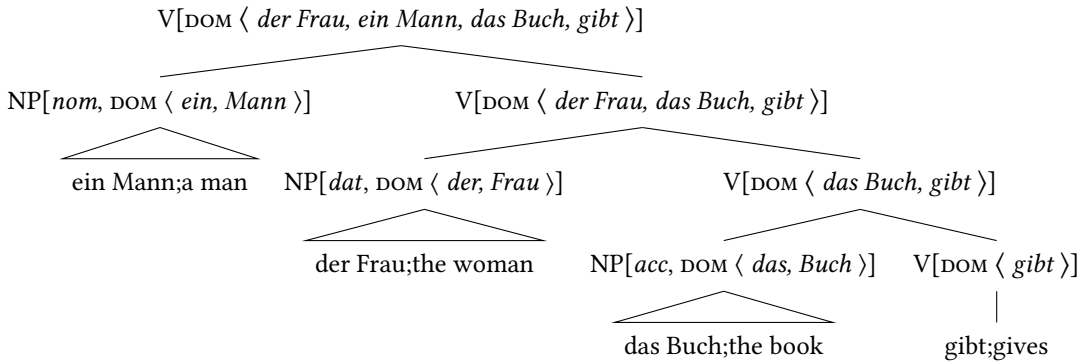 V[DOM ⟨ der Frau, ein Mann, das Buch, gibt ⟩]
NP[nom, DOM ⟨ ein, Mann ⟩] V[DOM ⟨ der Frau, das Buch, gibt ⟩]
ein Mann;a man NP[dat, DOM ⟨ der, Frau ⟩] V[DOM ⟨ das Buch, gibt ⟩]
der Frau;the woman NP[acc, DOM ⟨ das, Buch ⟩] V[DOM ⟨ gibt ⟩]
das Buch;the book gibt;gives